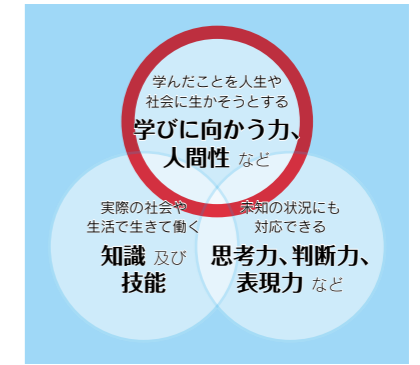 学んだことを人生や
社会に生かそうとする
学びに向かう力、
人間性 など
実際の社会や
生活で生きて働く
知識 及び
技能
未知の状況にも
対応できる
思考力、判断力、
表現力 など